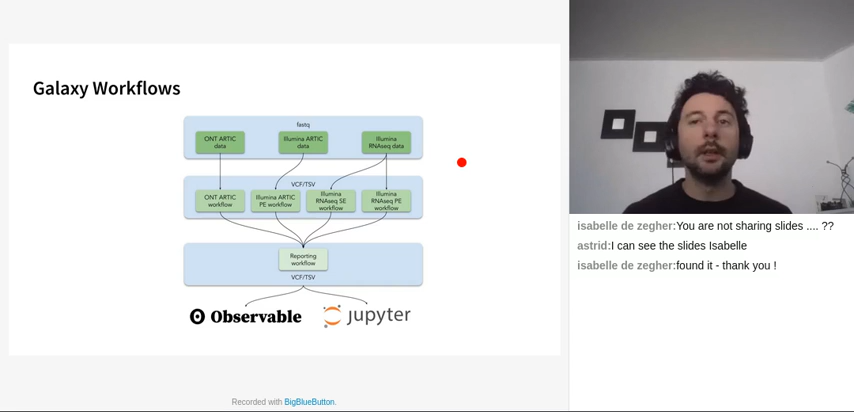 Galaxy Workflows
fastq
ONT ARTIC
data
Illumina ARTIC
data
Illumina
RNAseq data
VCF/TSV
ONT ARTIC
workflow
Illumina ARTIC
PE workflow
Illumina
RNAseq SE
workflow
Illumina
RNAseq PE
workflow
Reporting
workflow
VCF/TSV
Observable
jupyter
Recorded with BigBlueButton.
isabelle de zegher:You are not sharing slides .... ??
astrid:I can see the slides Isabelle
isabelle de zegher:found it - thank you !